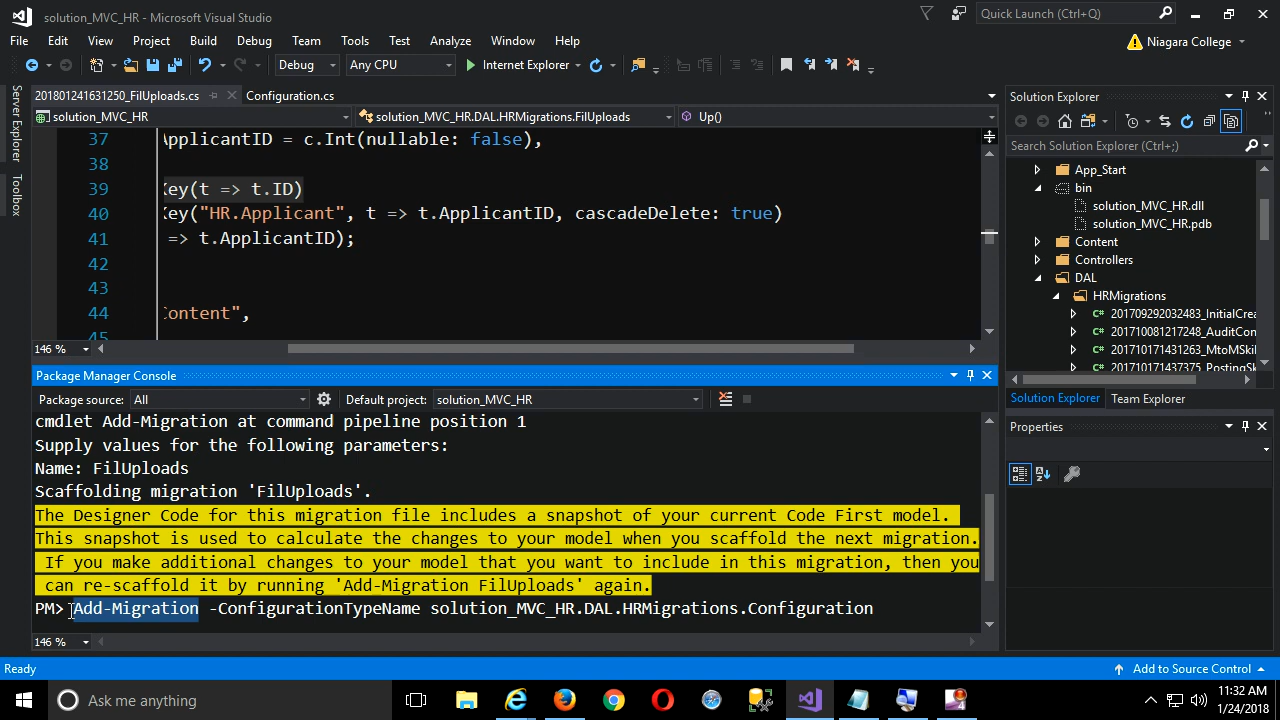 solution_MVC_HR - Microsoft Visual Studio
Quick Launch (Ctrl+Q)
File Edit View Project Build Debug Team Tools Test Analyze Window Help
Niagara College
Debug Any CPU Internet Explorer
Server Explorer
Toolbox
201801241631250_FilUploads.cs Configuration.cs
solution_MVC_HR solution_MVC_HR.DAL.HRMigrations.FilUploads Up()
37 ApplicantID = c.Int(nullable: false),
38
39 Key(t => t.ID)
40 Key("HR.Applicant", t => t.ApplicantID, cascadeDelete: true)
41 => t.ApplicantID);
42
43
44 Content",
45
146 %
Package Manager Console
Package source: All Default project: solution_MVC_HR
cmdlet Add-Migration at command pipeline position 1
Supply values for the following parameters:
Name: FilUploads
Scaffolding migration 'FilUploads'.
The Designer Code for this migration file includes a snapshot of your current Code First model.
This snapshot is used to calculate the changes to your model when you scaffold the next migration.
If you make additional changes to your model that you want to include in this migration, then you
can re-scaffold it by running 'Add-Migration FilUploads' again.
PM> Add-Migration -ConfigurationTypeName solution_MVC_HR.DAL.HRMigrations.Configuration
146 %
Solution Explorer
Search Solution Explorer (Ctrl+;)
App_Start
bin
solution_MVC_HR.dll
solution_MVC_HR.pdb
Content
Controllers
DAL
HRMigrations
C# 201709292032483_InitialCrea
C# 201710081217248_AuditCon
C# 201710171431263_MtoMSkil
C# 201710171437375_PostingSk
Solution Explorer Team Explorer
Properties
Ready
Add to Source Control
Ask me anything
11:32 AM
1/24/2018